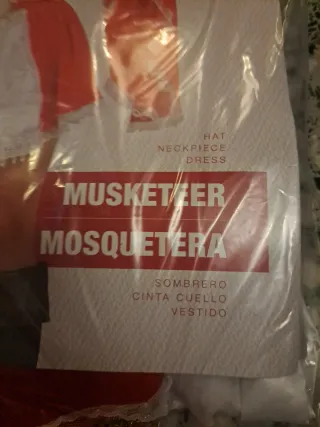 HAT
NECKPIECE
DRESS
MUSKETEER
MOSQUETERA
SOMBRERO
CINTA CUELLO
VESTIDO